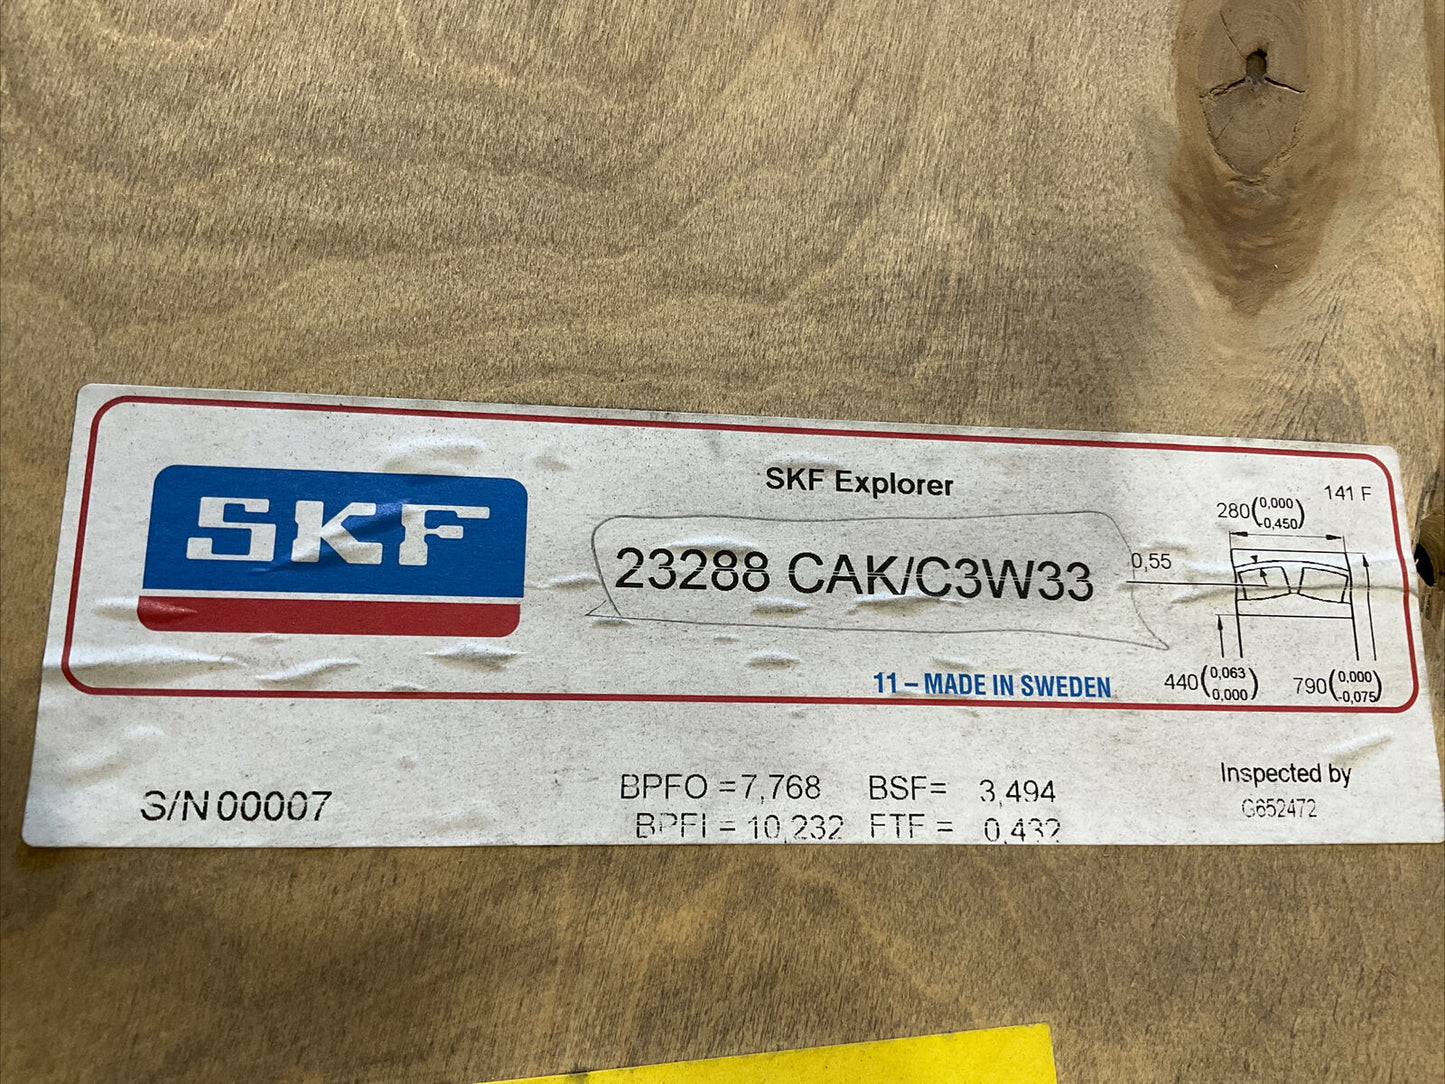 SKF
SKF Explorer
23288 CAK/C3W33
11 – MADE IN SWEDEN
141 F
280(0,000
-0,450)
0,55
440(0,063
0,000)
790(0,000
-0,075)
S/N 00007
BPFO =7,768 BSF= 3,494
BPFI = 10,232 FTF = 0,432
Inspected by
G652472